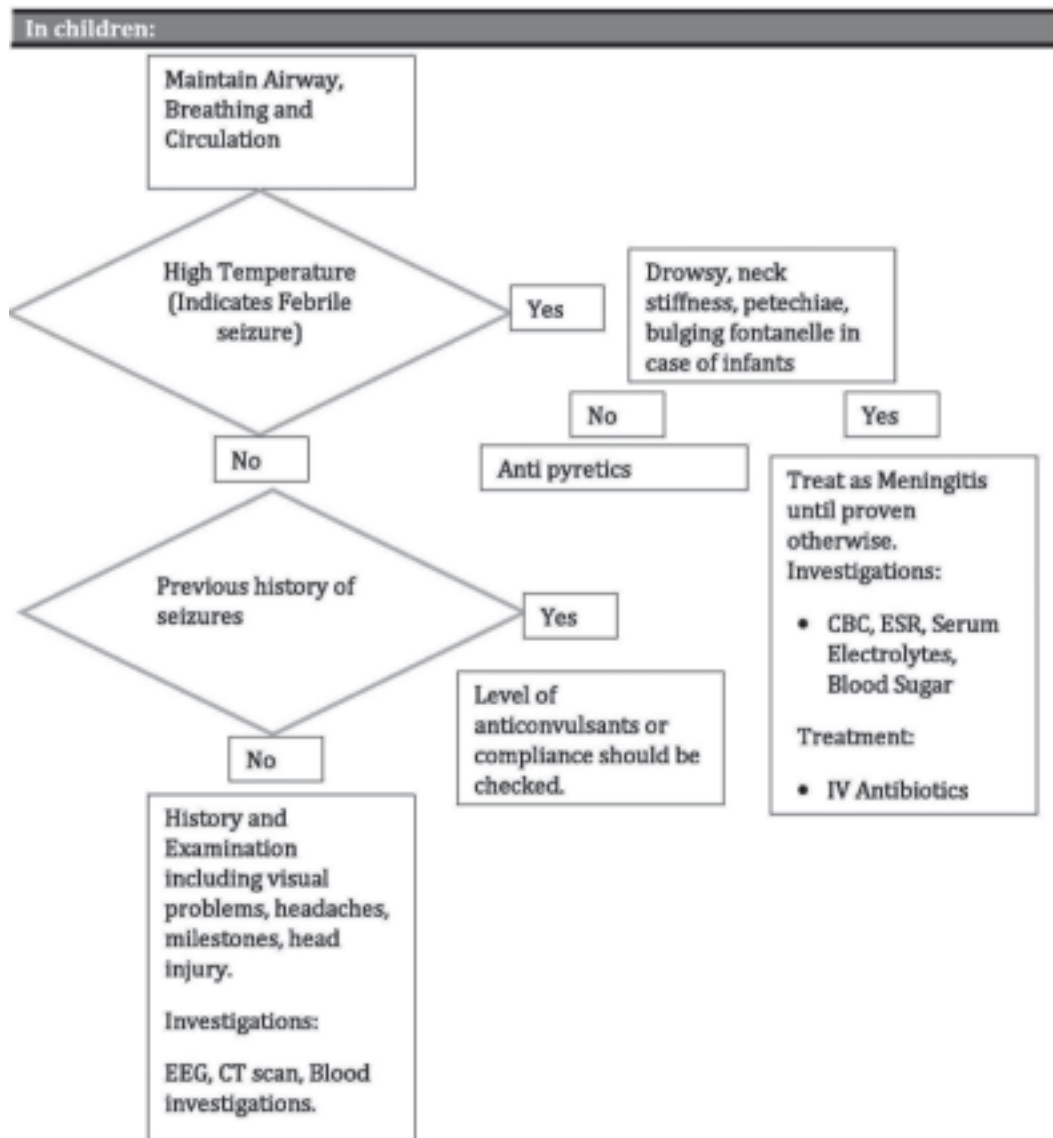 In children:
Maintain Airway,
Breathing and
Circulation
High Temperature
(Indicates Febrile
seizure)
Yes
Drowsy, neck
stiffness, petechiae,
bulging fontanelle in
case of infants
No
Yes
No
Anti pyretics
Treat as Meningitis
until proven
otherwise.
Investigations:
• CBC, ESR, Serum
Electrolytes,
Blood Sugar
Treatment:
• IV Antibiotics
Previous history of
seizures
Yes
Level of
anticonvulsants or
compliance should be
checked.
No
History and
Examination
including visual
problems, headaches,
milestones, head
injury.
Investigations:
EEG, CT scan, Blood
investigations.